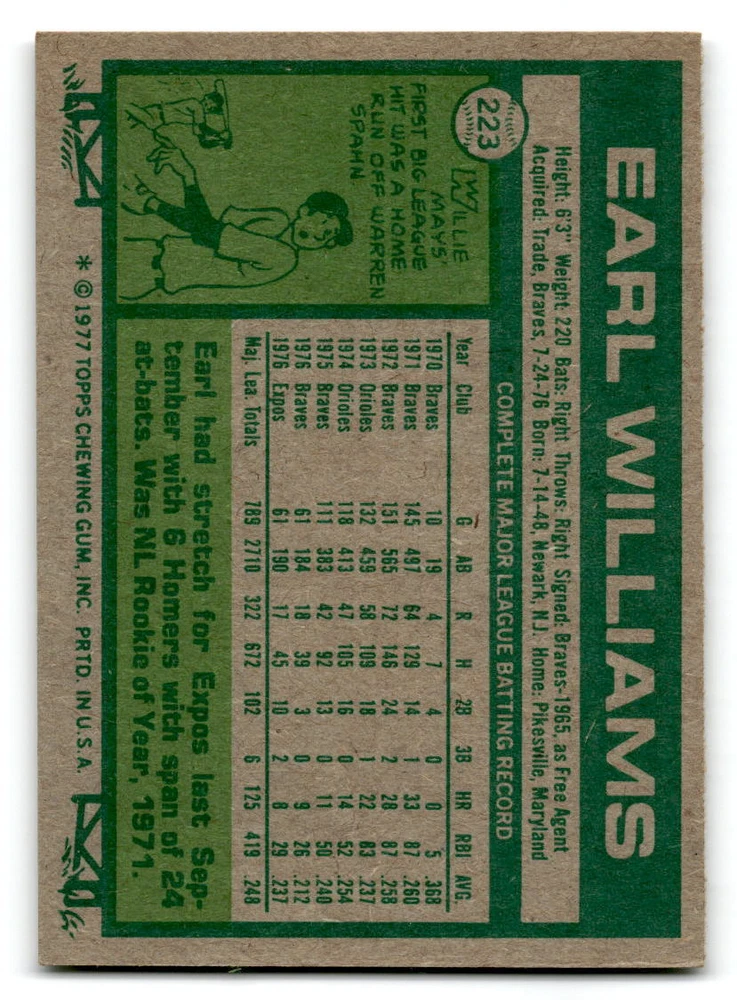 223
EARL WILLIAMS
Height: 6'3" Weight: 220 Bats: Right Throws: Right Signed: Braves-1965, as Free Agent
Acquired: Trade, Braves, 7-24-76 Born: 7-14-48, Newark, N.J. Home: Pikesville, Maryland
COMPLETE MAJOR LEAGUE BATTING RECORD
Year Club G AB R H 2B 3B HR RBI AVG.
1970 Braves 10 19 4 7 4 0 0 5 .368
1971 Braves 145 497 64 129 14 1 33 87 .260
1972 Braves 151 565 72 146 24 2 28 87 .258
1973 Orioles 132 459 58 109 18 1 22 83 .237
1974 Orioles 118 413 47 105 16 0 14 52 .254
1975 Braves 111 383 42 92 13 0 11 50 .240
1976 Braves 61 184 18 39 3 0 9 26 .212
1976 Expos 61 190 17 45 10 2 8 29 .237
Maj. Lea. Totals 789 2710 322 672 102 6 125 419 .248
WILLIE
MAYS'
FIRST BIG LEAGUE
HIT WAS A HOME
RUN OFF WARREN
SPAHN
Earl had stretch for Expos last Sep-
tember with 6 Homers with span of 24
at-bats. Was NL Rookie of Year, 1971.
* © 1977 TOPPS CHEWING GUM, INC. PRTD. IN U.S.A.